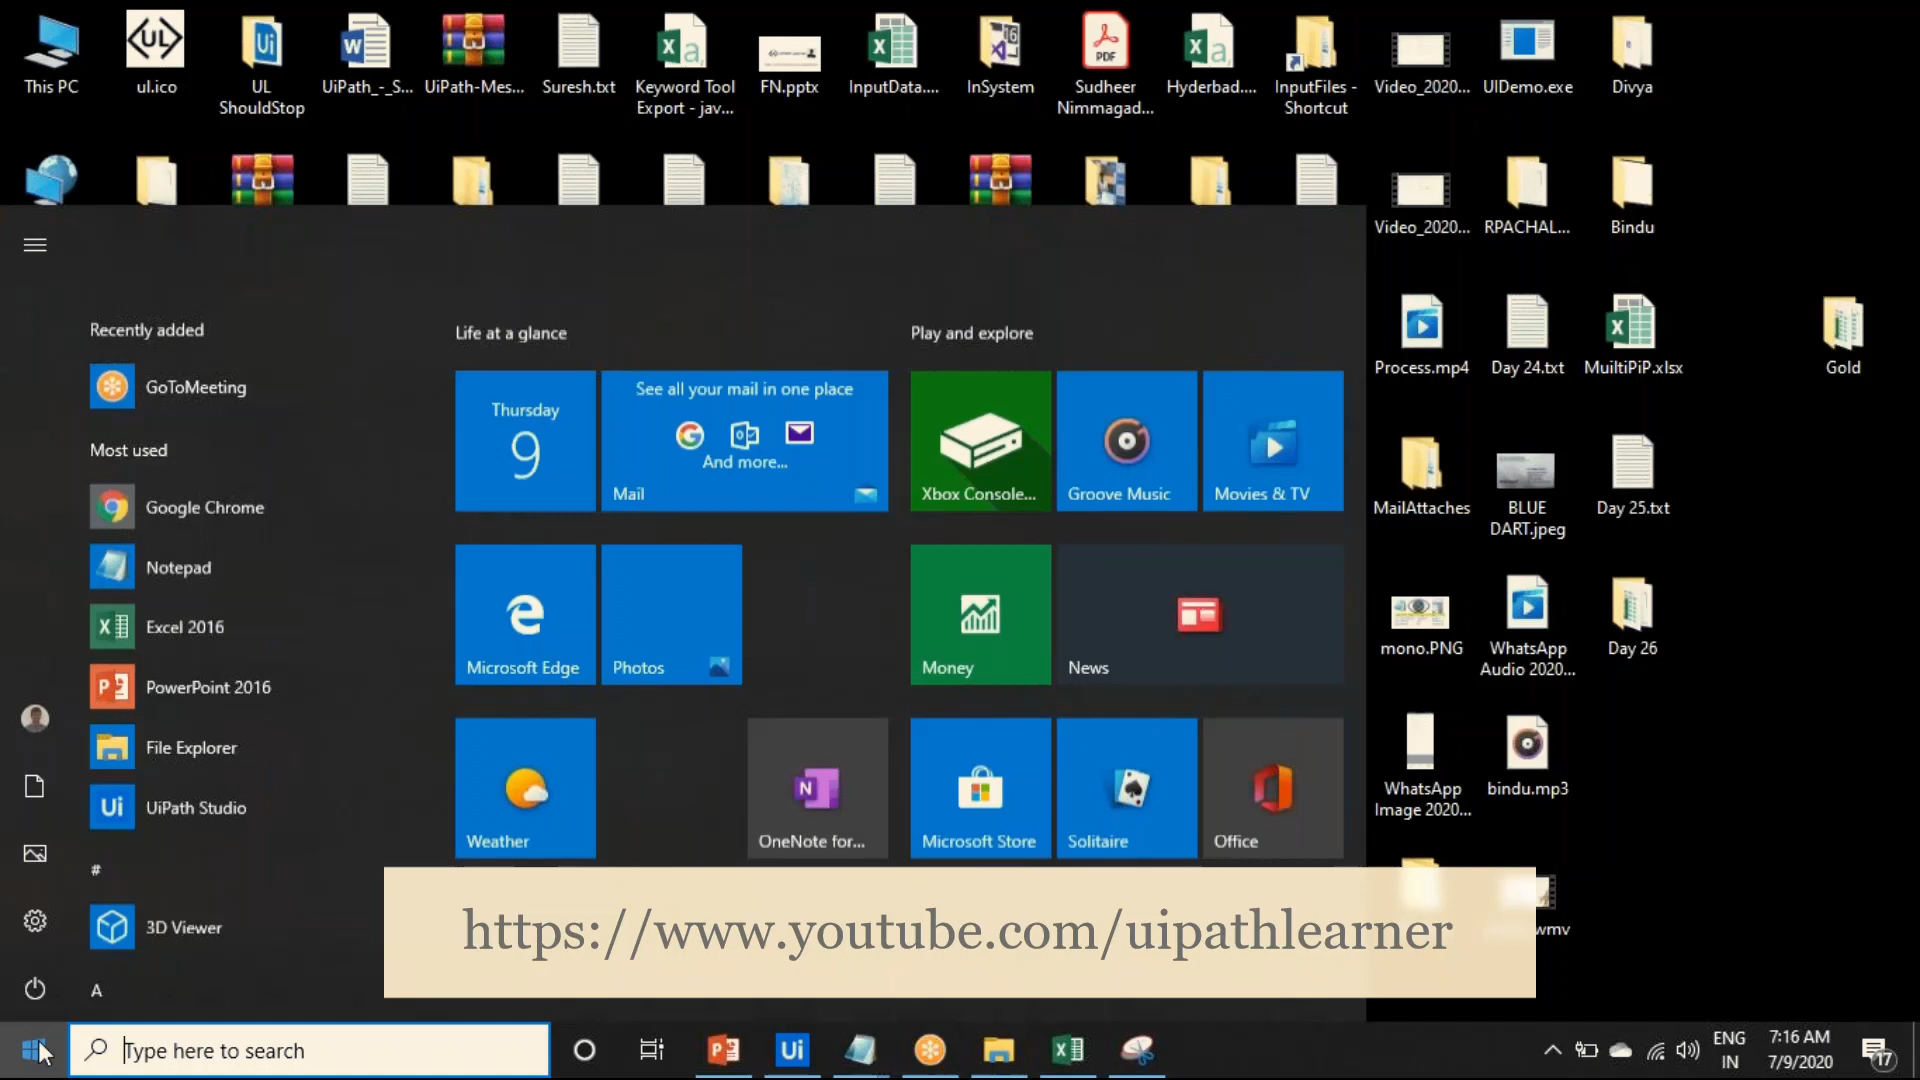 This PC
ul.ico
UL
ShouldStop
UiPath_-_S...
UiPath-Mes...
Suresh.txt
Keyword Tool
Export - jav...
FN.pptx
InputData....
InSystem
Sudheer
Nimmagad...
Hyderbad....
InputFiles -
Shortcut
Video_2020...
UIDemo.exe
Divya
Video_2020...
RPACHAL...
Bindu
Process.mp4
Day 24.txt
MuiltiPiP.xlsx
Gold
MailAttaches
BLUE
DART.jpeg
Day 25.txt
mono.PNG
WhatsApp
Audio 2020...
Day 26
WhatsApp
Image 2020...
bindu.mp3
wmv
Recently added
GoToMeeting
Most used
Google Chrome
Notepad
Excel 2016
PowerPoint 2016
File Explorer
UiPath Studio
#
3D Viewer
A
Life at a glance
Thursday
9
See all your mail in one place
And more...
Mail
Microsoft Edge
Photos
Weather
OneNote for...
Play and explore
Xbox Console...
Groove Music
Movies & TV
Money
News
Microsoft Store
Solitaire
Office
https://www.youtube.com/uipathlearner
Type here to search
ENG
IN
7:16 AM
7/9/2020
17